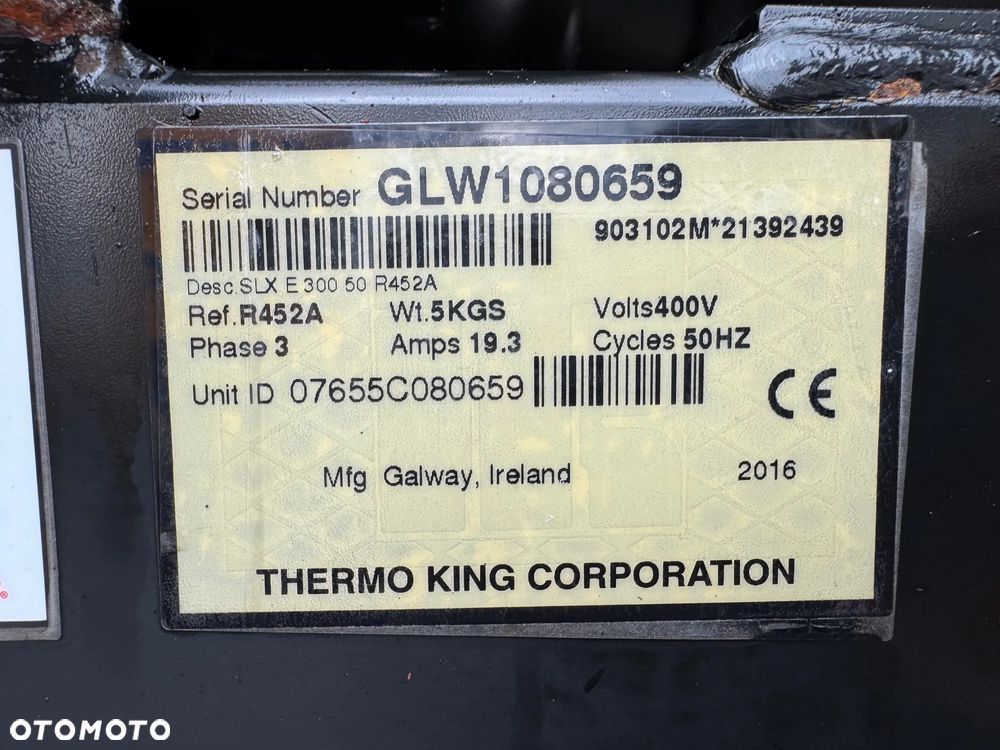 Serial Number GLW1080659
903102M*21392439
Desc.SLX E 300 50 R452A
Ref.R452A Wt.5KGS Volts400V
Phase 3 Amps 19.3 Cycles 50HZ
Unit ID 07655C080659
CE
Mfg Galway, Ireland 2016
THERMO KING CORPORATION
®
OTOMOTO